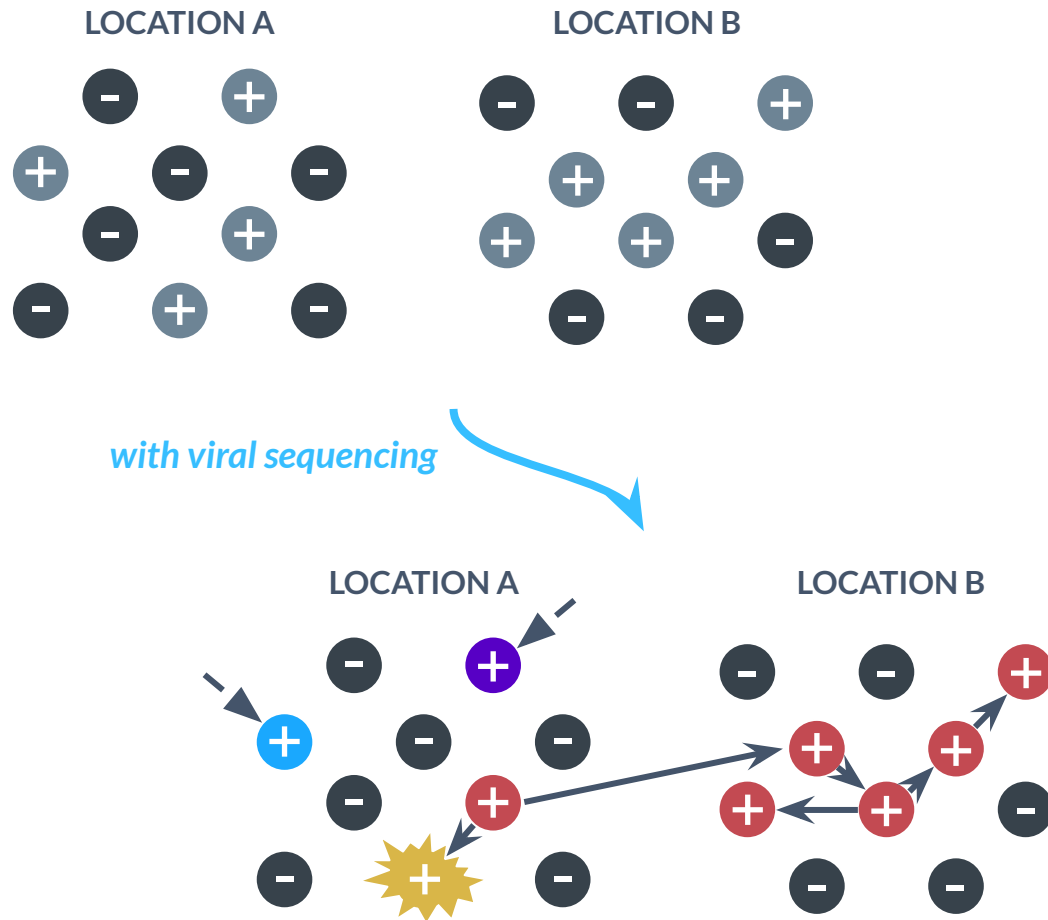 LOCATION A
LOCATION B
- +
- - +
+ - -
+ +
- +
+ + -
- + -
- -
with viral sequencing
LOCATION A
LOCATION B
- +
- - +
+ - -
+ +
- +
+ + -
- + -
- -